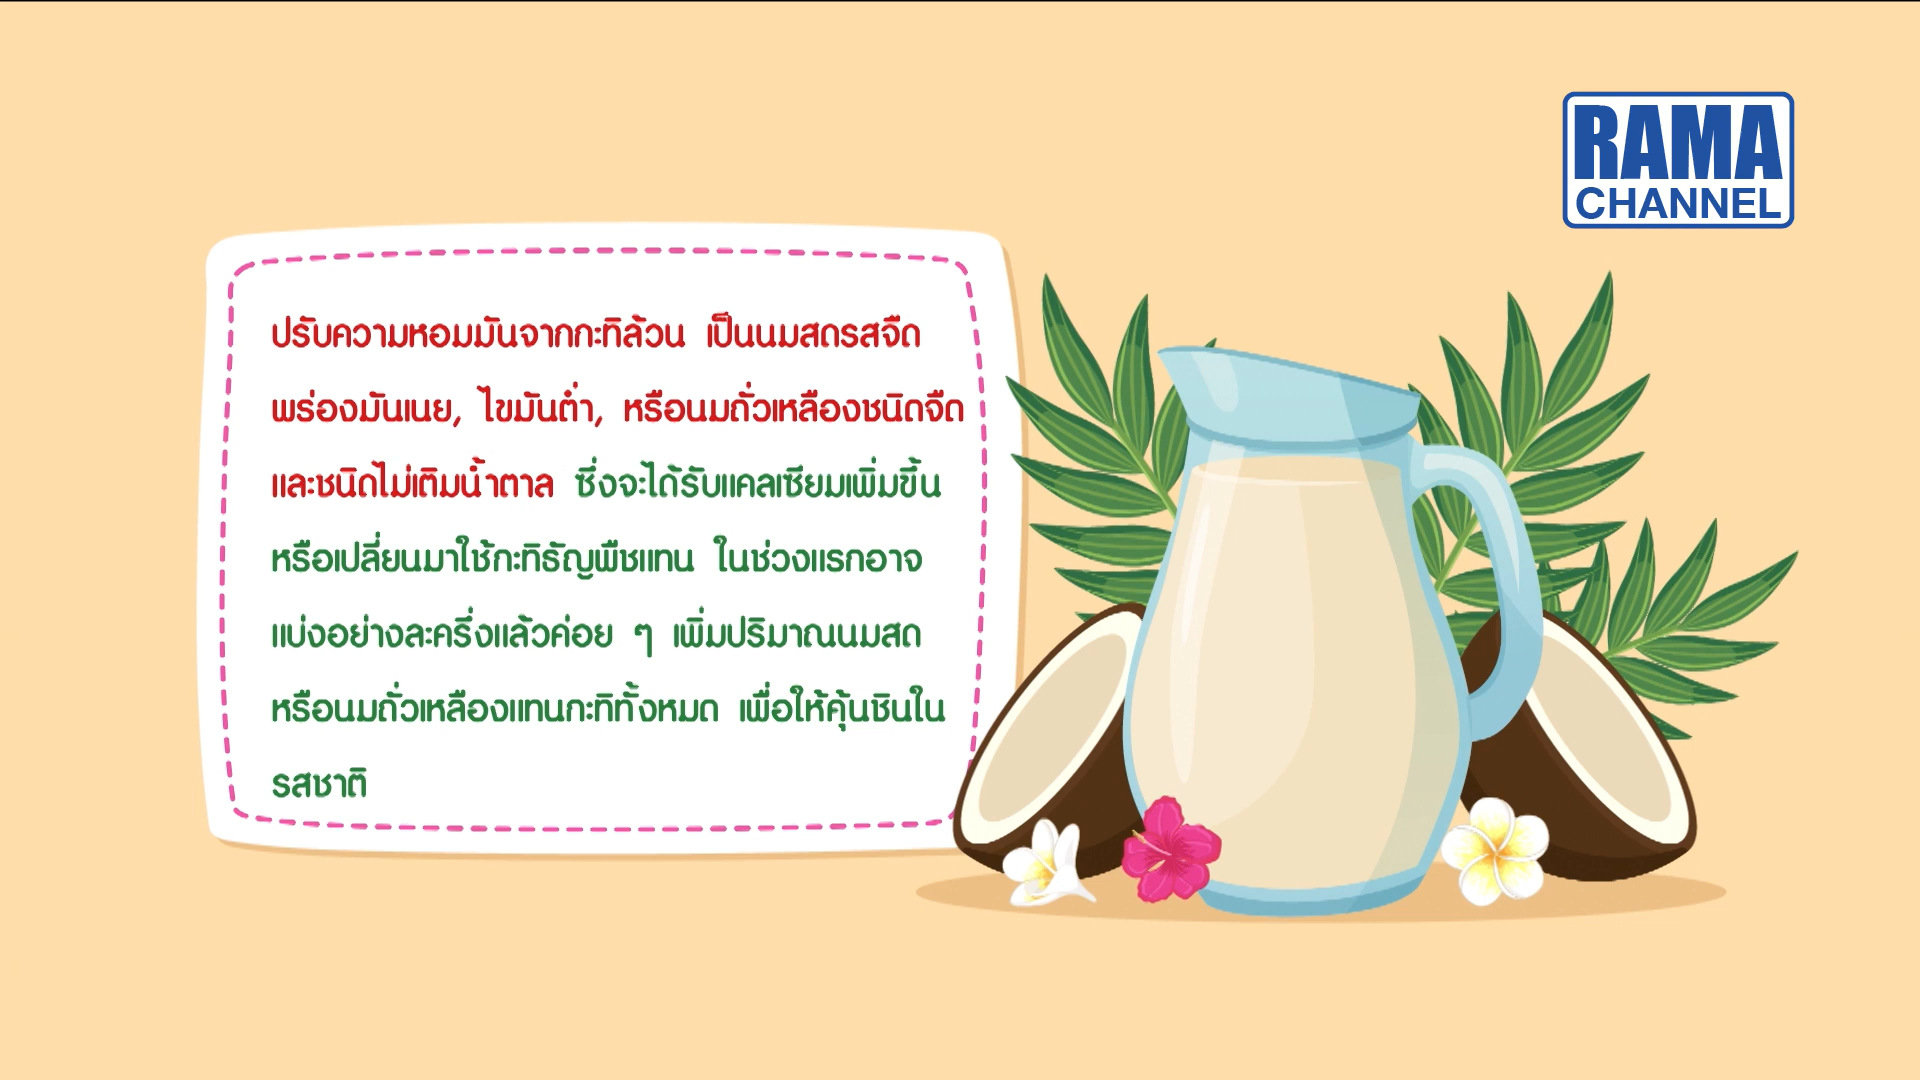 RAMA
CHANNEL
ปรับความหอมมันจากกะทิล้วน เป็นนมสดรสจืด
พร่องมันเนย, ไขมันต่ำ, หรือนมถั่วเหลืองชนิดจืด
และชนิดไม่เติมน้ำตาล ซึ่งจะได้รับแคลเซียมเพิ่มขึ้น
หรือเปลี่ยนมาใช้กะทิธัญพืชแทน ในช่วงแรกอาจ
แบ่งอย่างละครึ่งแล้วค่อย ๆ เพิ่มปริมาณนมสด
หรือนมถั่วเหลืองแทนกะทิทั้งหมด เพื่อให้คุ้นชินใน
รสชาติ